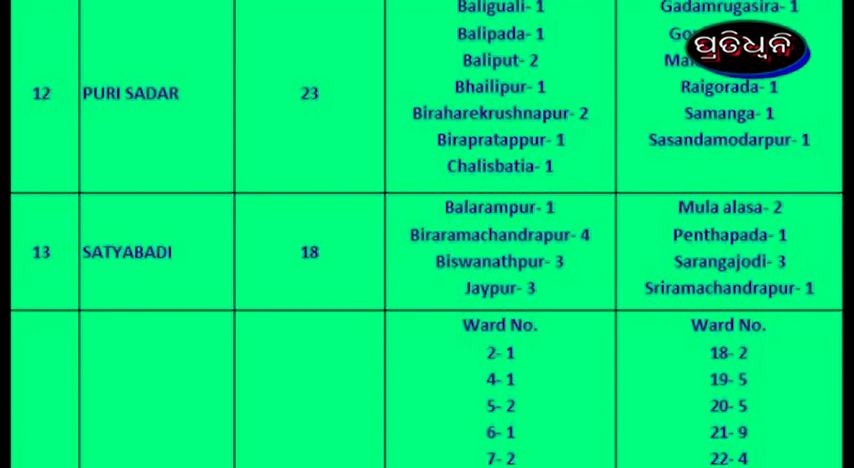 Baliguali- 1
Gadamrugasira- 1
Balipada- 1
ପ୍ରତିଧ୍ଵନି
Baliput- 2
12
PURI SADAR
23
Bhailipur- 1
Raigorada- 1
Biraharekrushnapur- 2
Samanga- 1
Birapratappur- 1
Sasandamodarpur- 1
Chalisbatia- 1
Balarampur- 1
Mula alasa- 2
Biraramachandrapur- 4
Penthapada- 1
13
SATYABADI
18
Biswanathpur- 3
Sarangajodi- 3
Jaypur- 3
Sriramachandrapur- 1
Ward No.
Ward No.
2- 1
18- 2
4- 1
19- 5
5- 2
20- 5
6- 1
21- 9
7- 2
22- 4